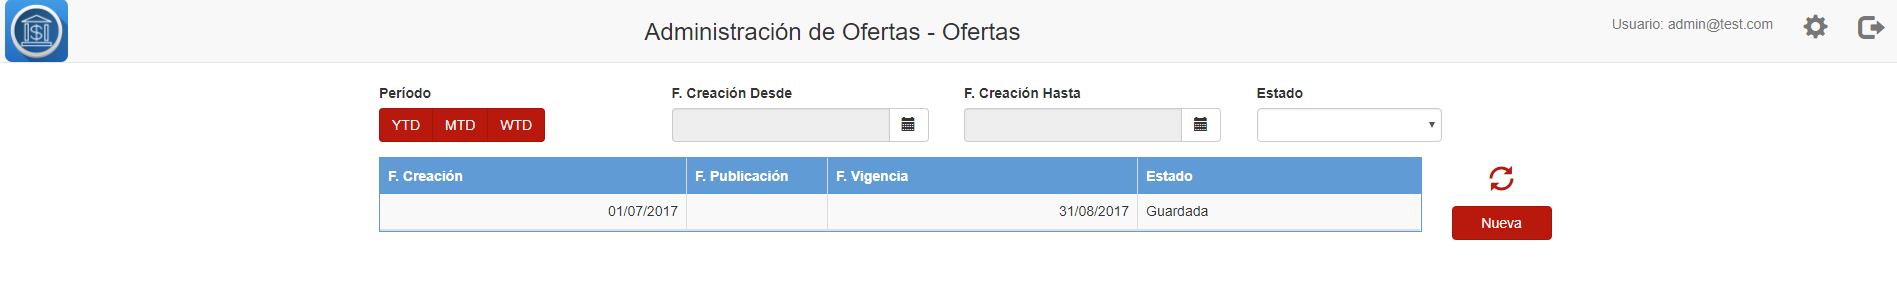 Administración de Ofertas - Ofertas
Usuario: admin@test.com
Período
F. Creación Desde
F. Creación Hasta
Estado
YTD MTD WTD
F. Creación F. Publicación F. Vigencia Estado
01/07/2017 31/08/2017 Guardada
Nueva